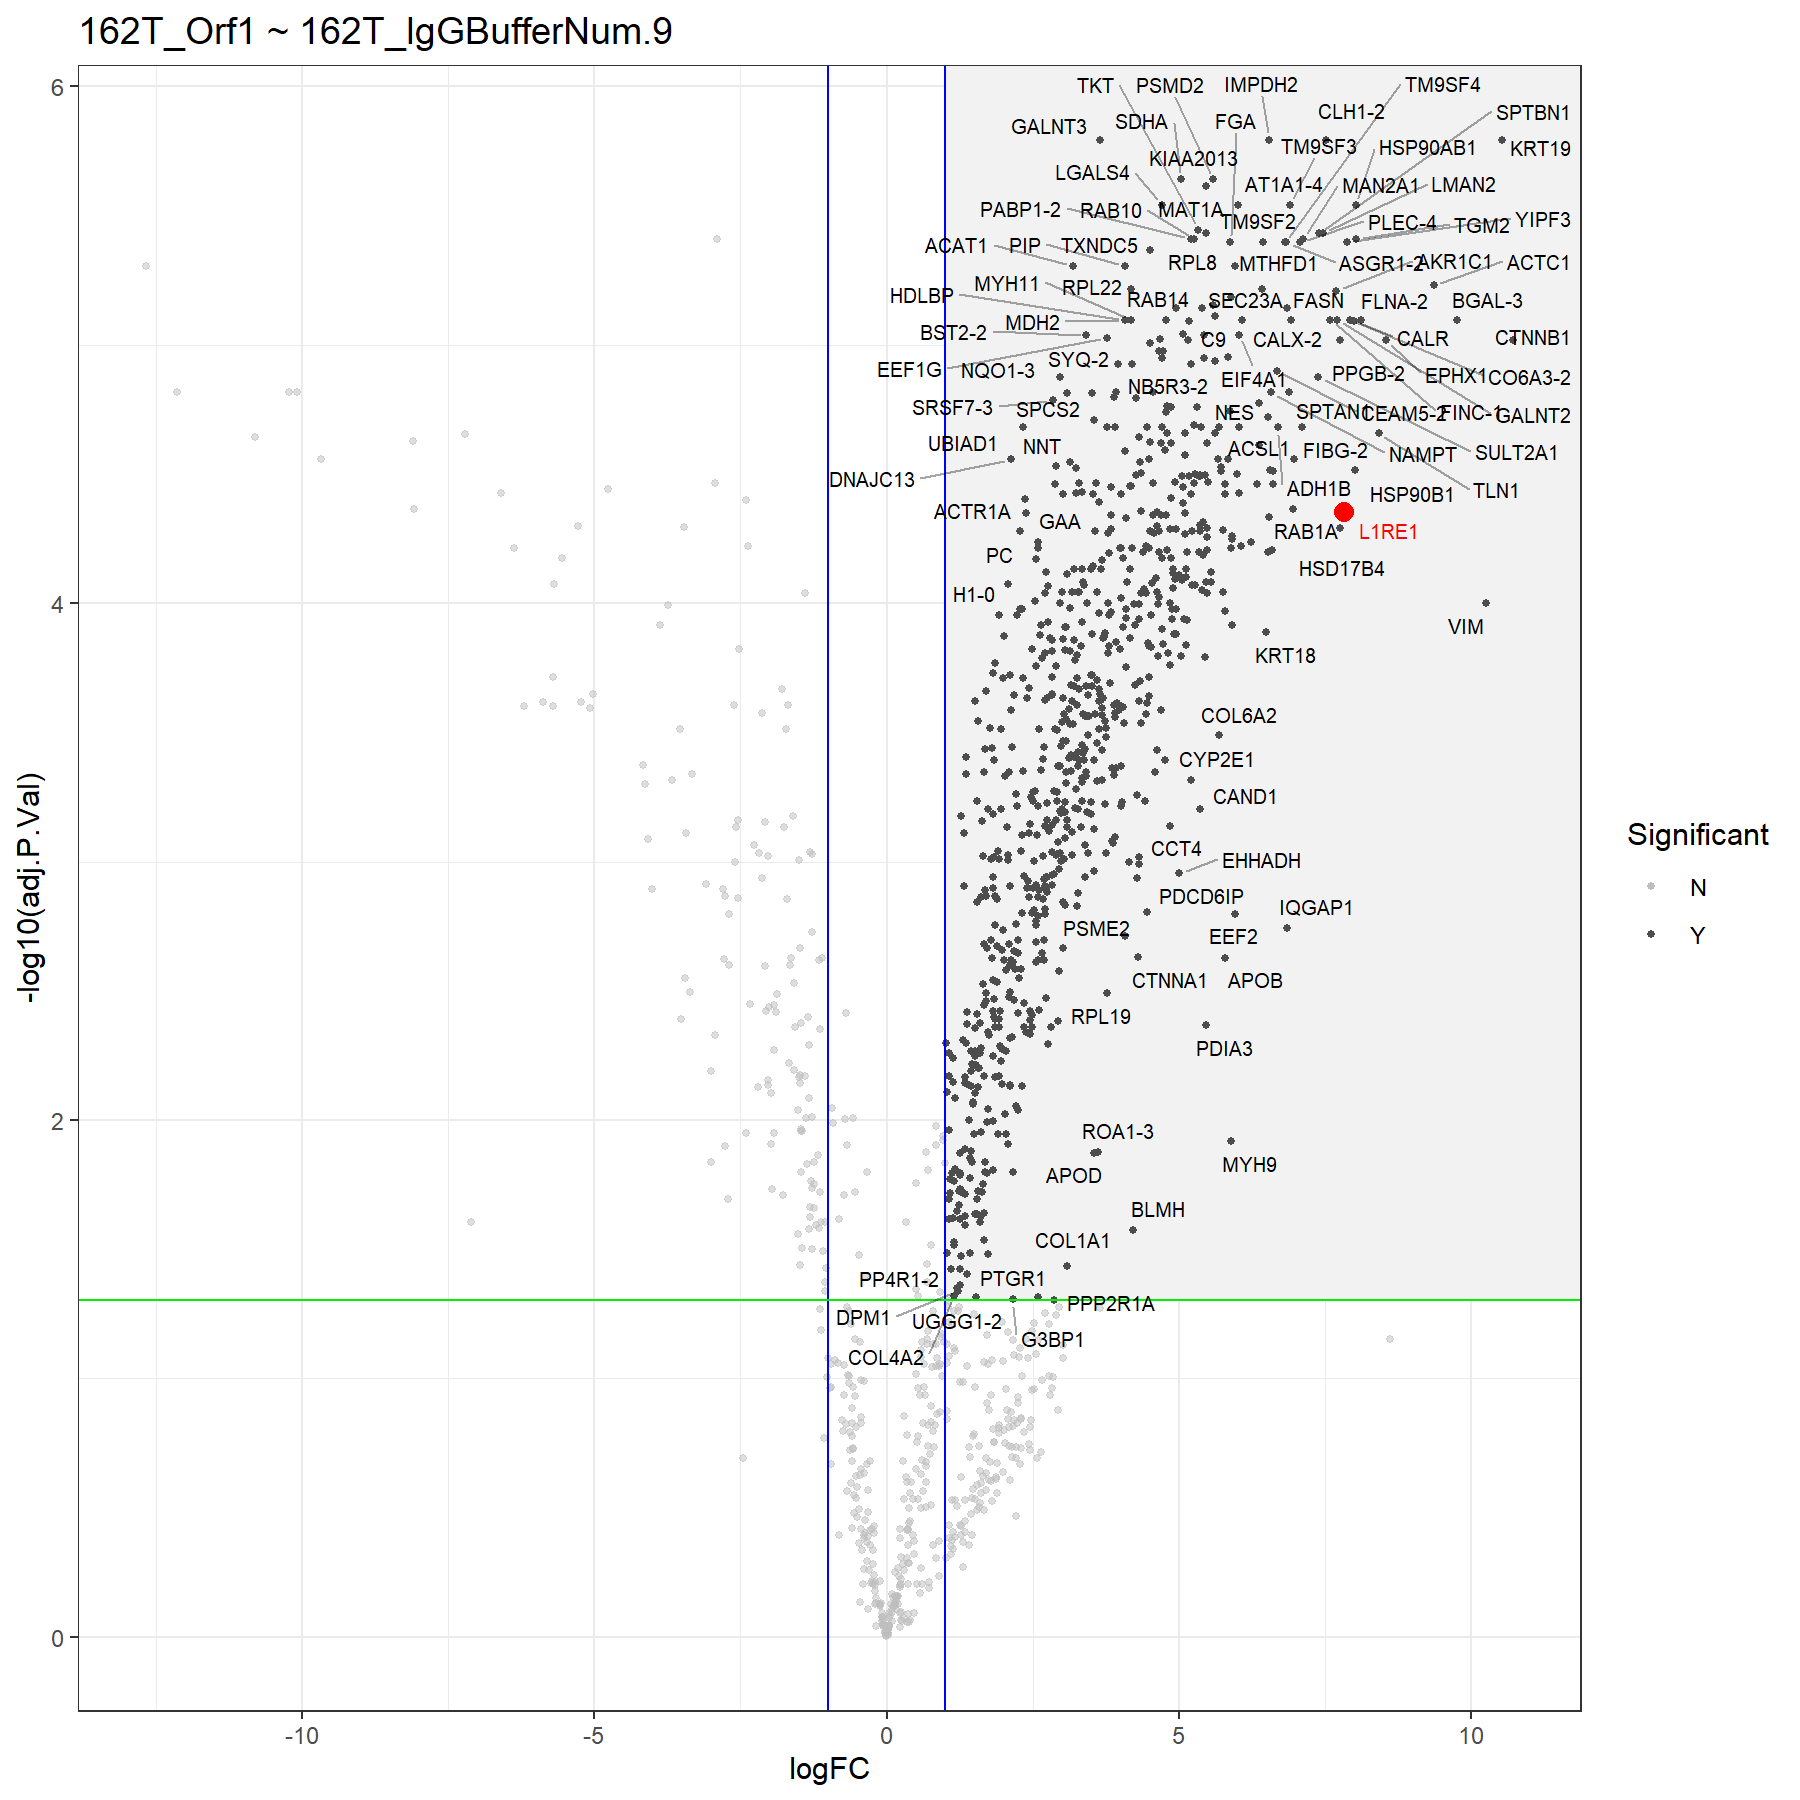 162T_Orf1 ~ 162T_IgGBufferNum.9
TKT
PSMD2
IMPDH2
TM9SF4
GALNT3
SDHA
FGA
CLH1-2
SPTBN1
KIAA2013
TM9SF3
HSP90AB1
KRT19
LGALS4
AT1A1-4
MAN2A1
LMAN2
PABP1-2
RAB10
MAT1A
TM9SF2
PLEC-4
TGM2
YIPF3
ACAT1
PIP
TXNDC5
RPL8
MTHFD1
ASGR1-2
AKR1C1
ACTC1
HDLBP
MYH11
RPL22
RAB14
SEC23A
FASN
FLNA-2
BGAL-3
BST2-2
MDH2
C9
CALX-2
CALR
CTNNB1
EEF1G
NQO1-3
SYQ-2
NB5R3-2
EIF4A1
PPGB-2
EPHX1
CO6A3-2
SRSF7-3
SPCS2
NES
SPTAN1
CEAM5-2
FINC-1
GALNT2
UBIAD1
NNT
ACSL1
FIBG-2
NAMPT
SULT2A1
DNAJC13
ADH1B
HSP90B1
TLN1
ACTR1A
GAA
RAB1A
L1RE1
PC
HSD17B4
H1-0
VIM
KRT18
COL6A2
CYP2E1
CAND1
CCT4
EHHADH
PDCD6IP
IQGAP1
PSME2
EEF2
CTNNA1
APOB
RPL19
PDIA3
ROA1-3
APOD
MYH9
BLMH
COL1A1
PP4R1-2
PTGR1
DPM1
UGGG1-2
PPP2R1A
COL4A2
G3BP1
6
4
2
0
-log10(adj.P.Val)
-10
-5
0
5
10
logFC
Significant
N
Y